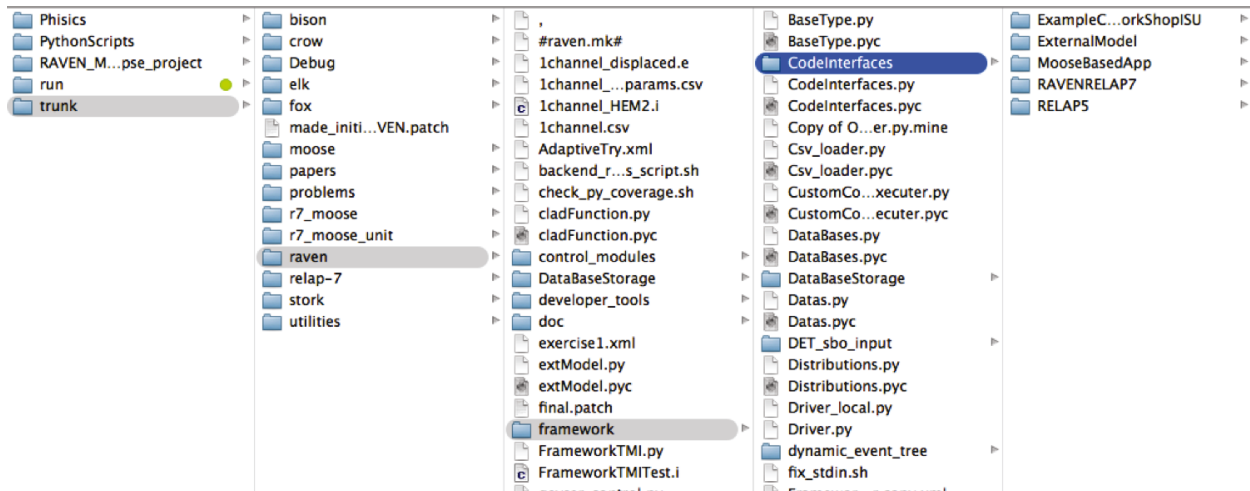 Phisics
PythonScripts
RAVEN_M...pse_project
run
trunk
bison
crow
Debug
elk
fox
made_initi...VEN.patch
moose
papers
problems
r7_moose
r7_moose_unit
raven
relap-7
stork
utilities
,
#raven.mk#
1channel_displaced.e
1channel_...params.csv
1channel_HEM2.i
1channel.csv
AdaptiveTry.xml
backend_r...s_script.sh
check_py_coverage.sh
cladFunction.py
cladFunction.pyc
control_modules
DataBaseStorage
developer_tools
doc
exercise1.xml
extModel.py
extModel.pyc
final.patch
framework
FrameworkTMI.py
FrameworkTMITest.i
BaseType.py
BaseType.pyc
CodeInterfaces
CodeInterfaces.py
CodeInterfaces.pyc
Copy of O...er.py.mine
Csv_loader.py
Csv_loader.pyc
CustomCo...xecuter.py
CustomCo...ecuter.pyc
DataBases.py
DataBases.pyc
DataBaseStorage
Datas.py
Datas.pyc
DET_sbo_input
Distributions.py
Distributions.pyc
Driver_local.py
Driver.py
dynamic_event_tree
fix_stdin.sh
ExampleC...orkShopISU
ExternalModel
MooseBasedApp
RAVENRELAP7
RELAP5